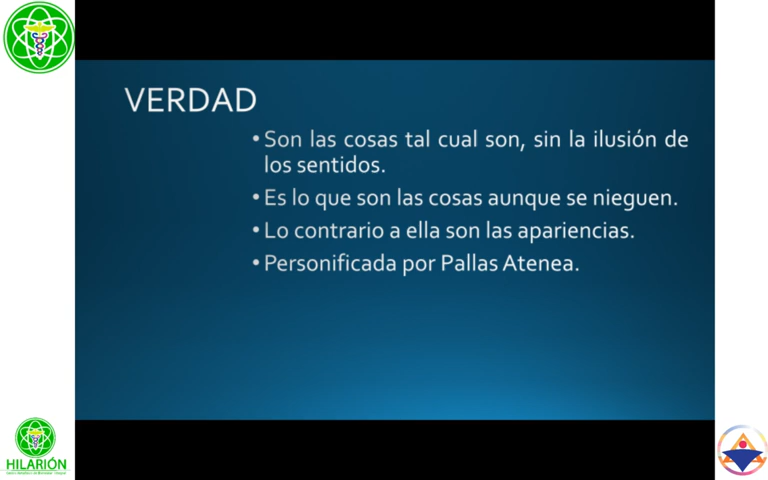 VERDAD
• Son las cosas tal cual son, sin la ilusión de
los sentidos.
• Es lo que son las cosas aunque se nieguen.
• Lo contrario a ella son las apariencias.
• Personificada por Pallas Atenea.
HILARIÓN